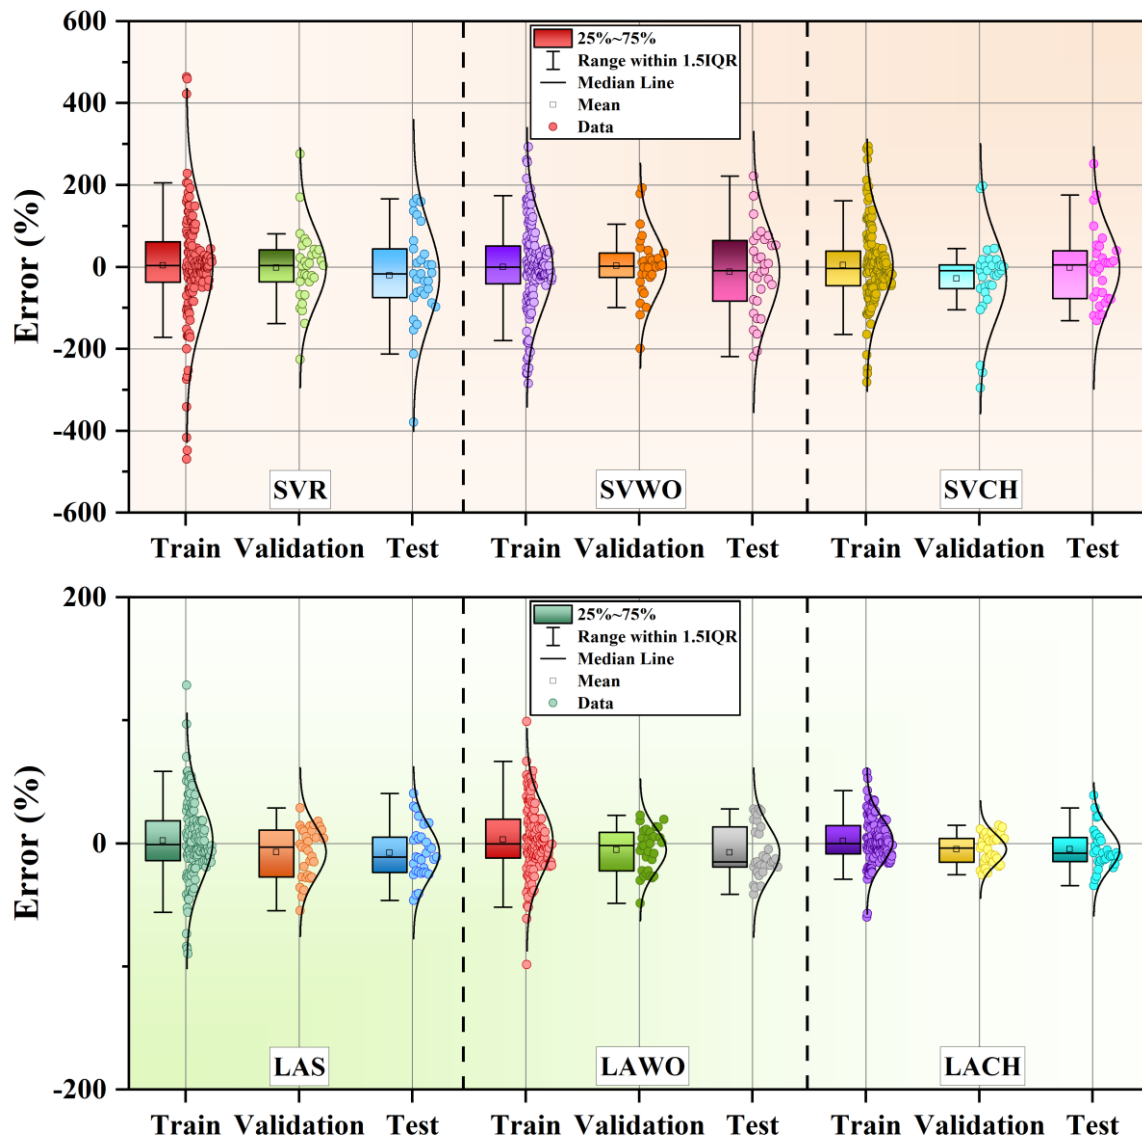 600
400
200
0
-200
-400
-600
Error (%)
25%~75%
Range within 1.5IQR
Median Line
Mean
Data
SVR
SVWO
SVCH
Train Validation Test Train Validation Test Train Validation Test
200
0
-200
Error (%)
25%~75%
Range within 1.5IQR
Median Line
Mean
Data
LAS
LAWO
LACH
Train Validation Test Train Validation Test Train Validation Test